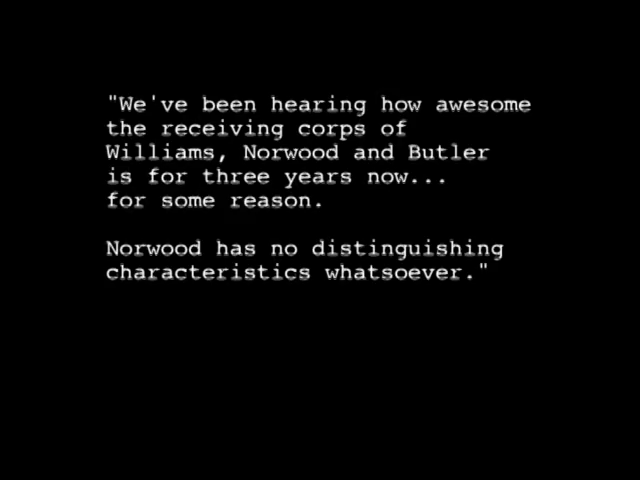 "We've been hearing how awesome
the receiving corps of
Williams, Norwood and Butler
is for three years now...
for some reason.
Norwood has no distinguishing
characteristics whatsoever."